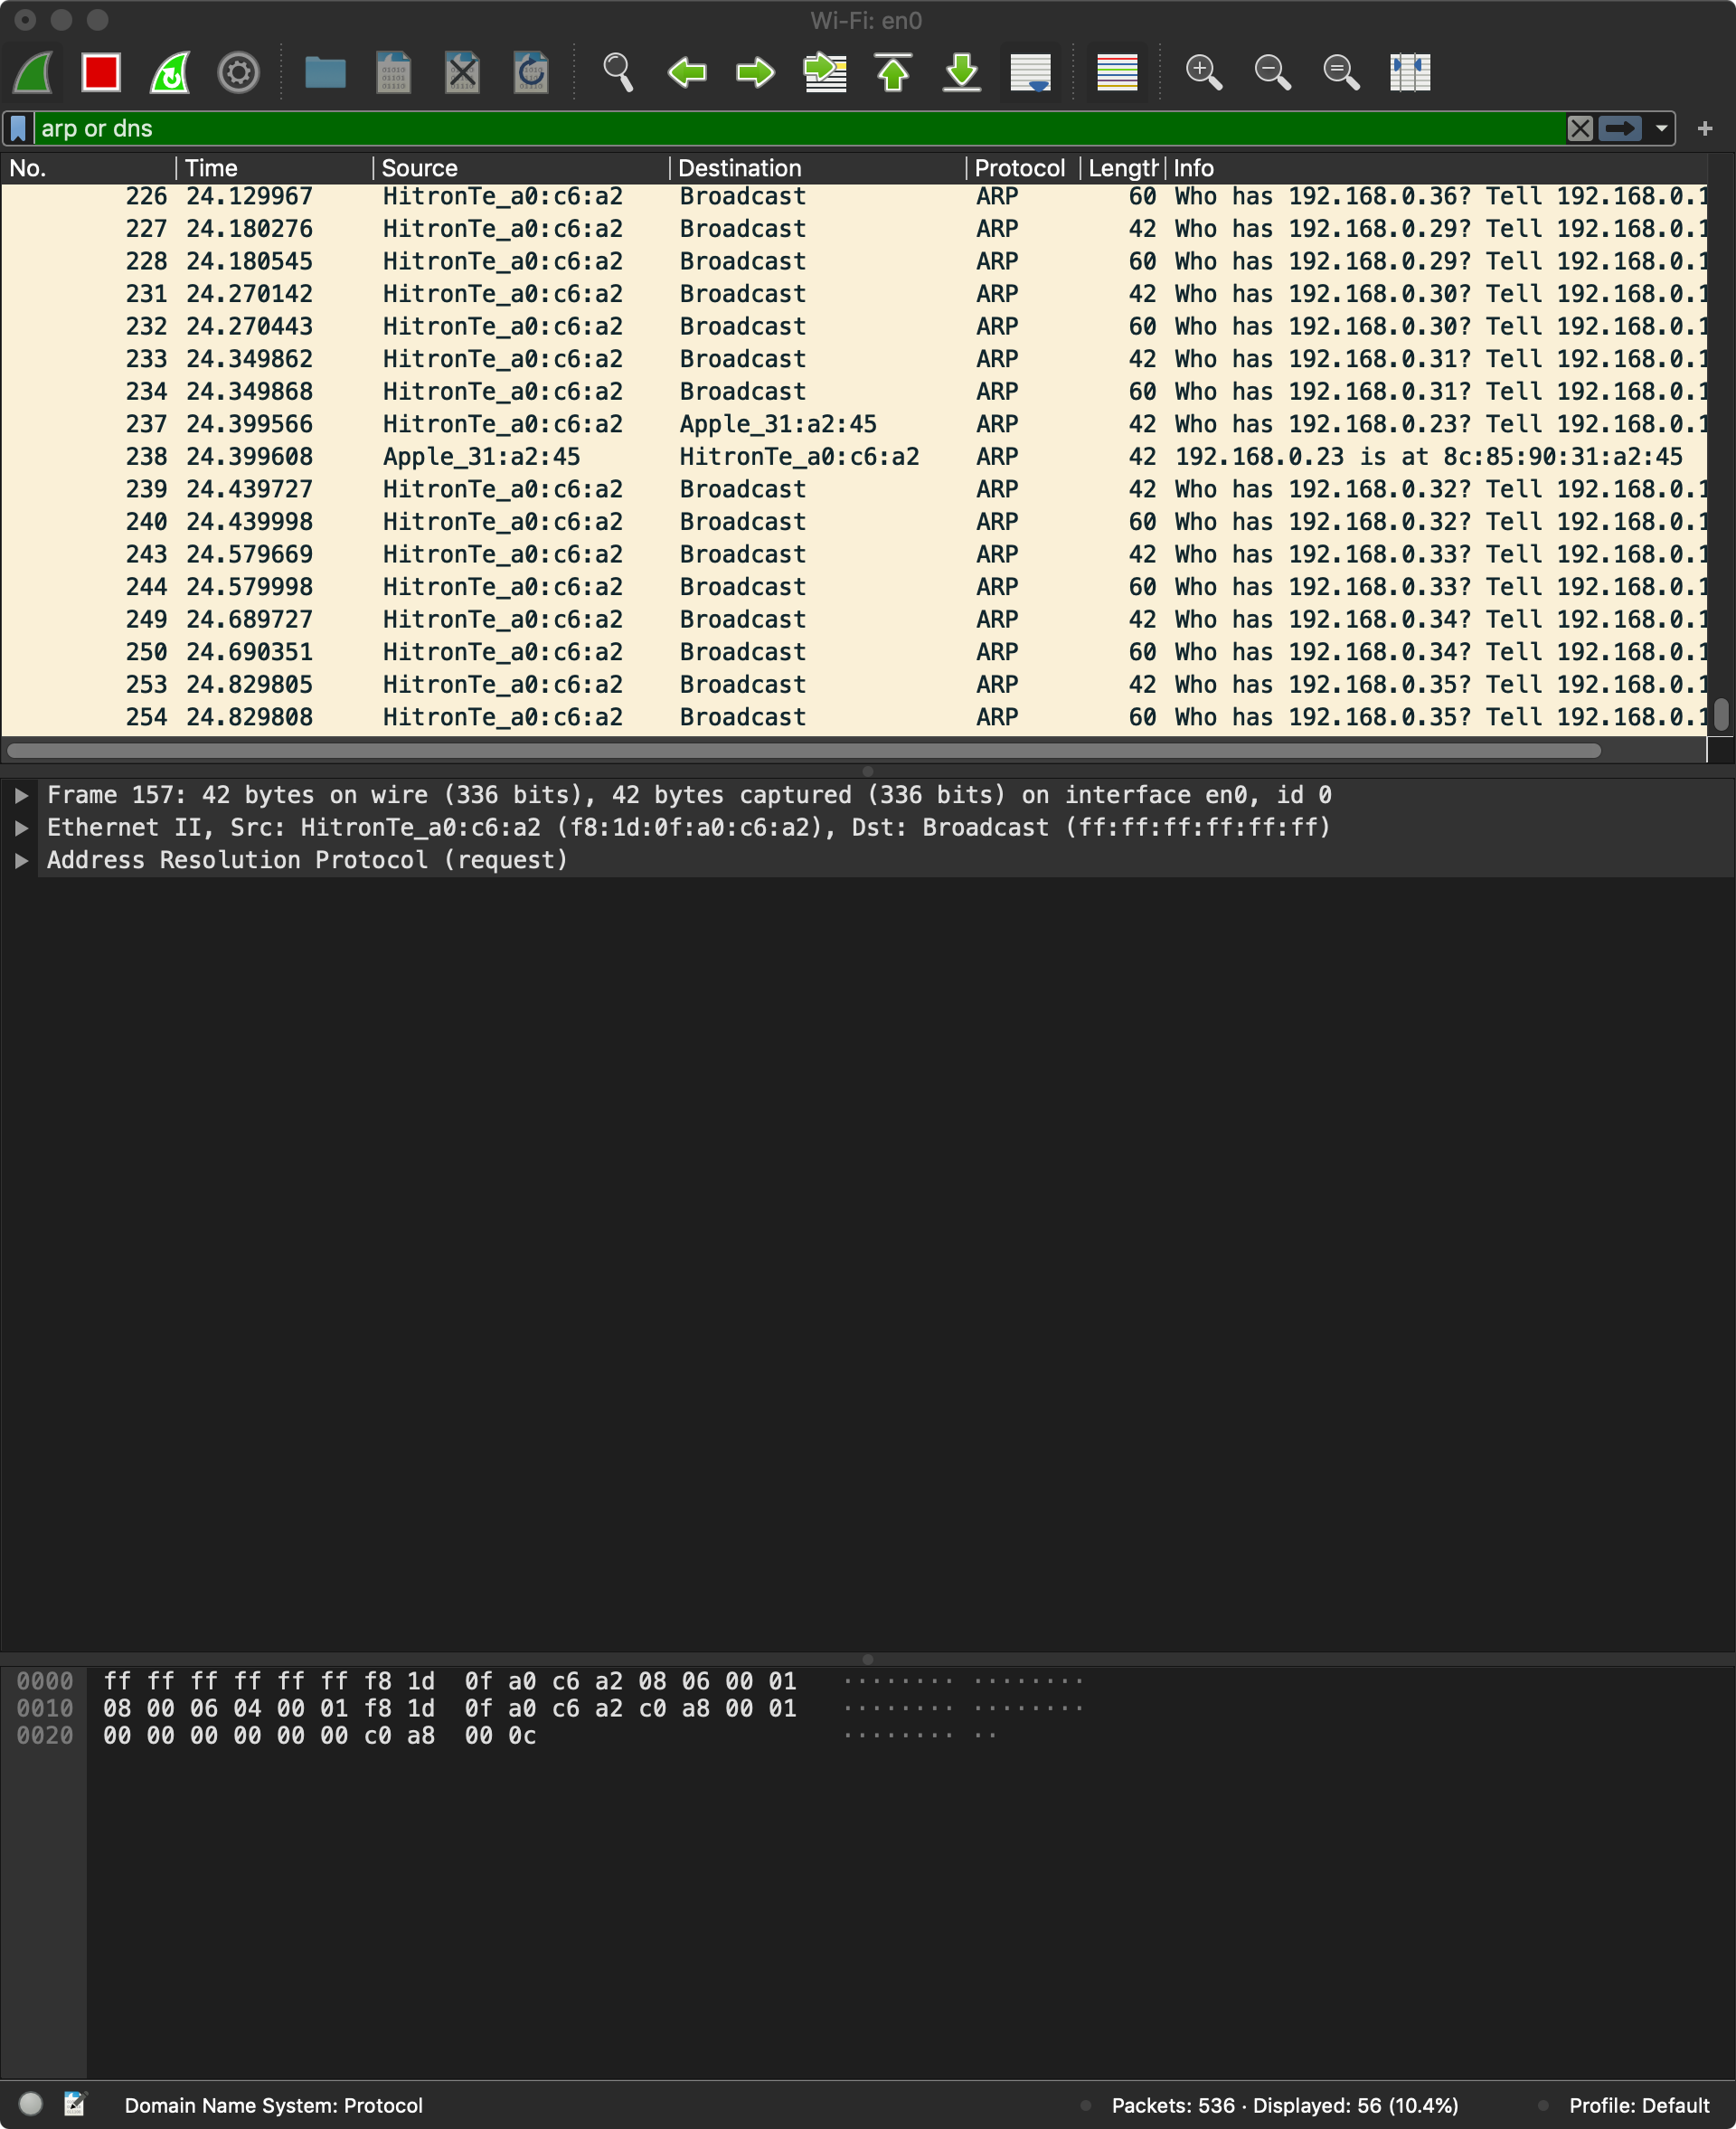 Wi-Fi: en0
arp or dns
No. Time Source Destination Protocol Length Info
226 24.129967 HitronTe_a0:c6:a2 Broadcast ARP 60 Who has 192.168.0.36? Tell 192.168.0.1
227 24.180276 HitronTe_a0:c6:a2 Broadcast ARP 42 Who has 192.168.0.29? Tell 192.168.0.1
228 24.180545 HitronTe_a0:c6:a2 Broadcast ARP 60 Who has 192.168.0.29? Tell 192.168.0.1
231 24.270142 HitronTe_a0:c6:a2 Broadcast ARP 42 Who has 192.168.0.30? Tell 192.168.0.1
232 24.270443 HitronTe_a0:c6:a2 Broadcast ARP 60 Who has 192.168.0.30? Tell 192.168.0.1
233 24.349862 HitronTe_a0:c6:a2 Broadcast ARP 42 Who has 192.168.0.31? Tell 192.168.0.1
234 24.349868 HitronTe_a0:c6:a2 Broadcast ARP 60 Who has 192.168.0.31? Tell 192.168.0.1
237 24.399566 HitronTe_a0:c6:a2 Apple_31:a2:45 ARP 42 Who has 192.168.0.23? Tell 192.168.0.1
238 24.399608 Apple_31:a2:45 HitronTe_a0:c6:a2 ARP 42 192.168.0.23 is at 8c:85:90:31:a2:45
239 24.439727 HitronTe_a0:c6:a2 Broadcast ARP 42 Who has 192.168.0.32? Tell 192.168.0.1
240 24.439998 HitronTe_a0:c6:a2 Broadcast ARP 60 Who has 192.168.0.32? Tell 192.168.0.1
243 24.579669 HitronTe_a0:c6:a2 Broadcast ARP 42 Who has 192.168.0.33? Tell 192.168.0.1
244 24.579998 HitronTe_a0:c6:a2 Broadcast ARP 60 Who has 192.168.0.33? Tell 192.168.0.1
249 24.689727 HitronTe_a0:c6:a2 Broadcast ARP 42 Who has 192.168.0.34? Tell 192.168.0.1
250 24.690351 HitronTe_a0:c6:a2 Broadcast ARP 60 Who has 192.168.0.34? Tell 192.168.0.1
253 24.829805 HitronTe_a0:c6:a2 Broadcast ARP 42 Who has 192.168.0.35? Tell 192.168.0.1
254 24.829808 HitronTe_a0:c6:a2 Broadcast ARP 60 Who has 192.168.0.35? Tell 192.168.0.1
Frame 157: 42 bytes on wire (336 bits), 42 bytes captured (336 bits) on interface en0, id 0
Ethernet II, Src: HitronTe_a0:c6:a2 (f8:1d:0f:a0:c6:a2), Dst: Broadcast (ff:ff:ff:ff:ff:ff)
Address Resolution Protocol (request)
0000 ff ff ff ff ff ff f8 1d 0f a0 c6 a2 08 06 00 01 ········ ········
0010 08 00 06 04 00 01 f8 1d 0f a0 c6 a2 c0 a8 00 01 ········ ········
0020 00 00 00 00 00 00 c0 a8 00 0c ········ ··
Domain Name System: Protocol Packets: 536 · Displayed: 56 (10.4%) Profile: Default